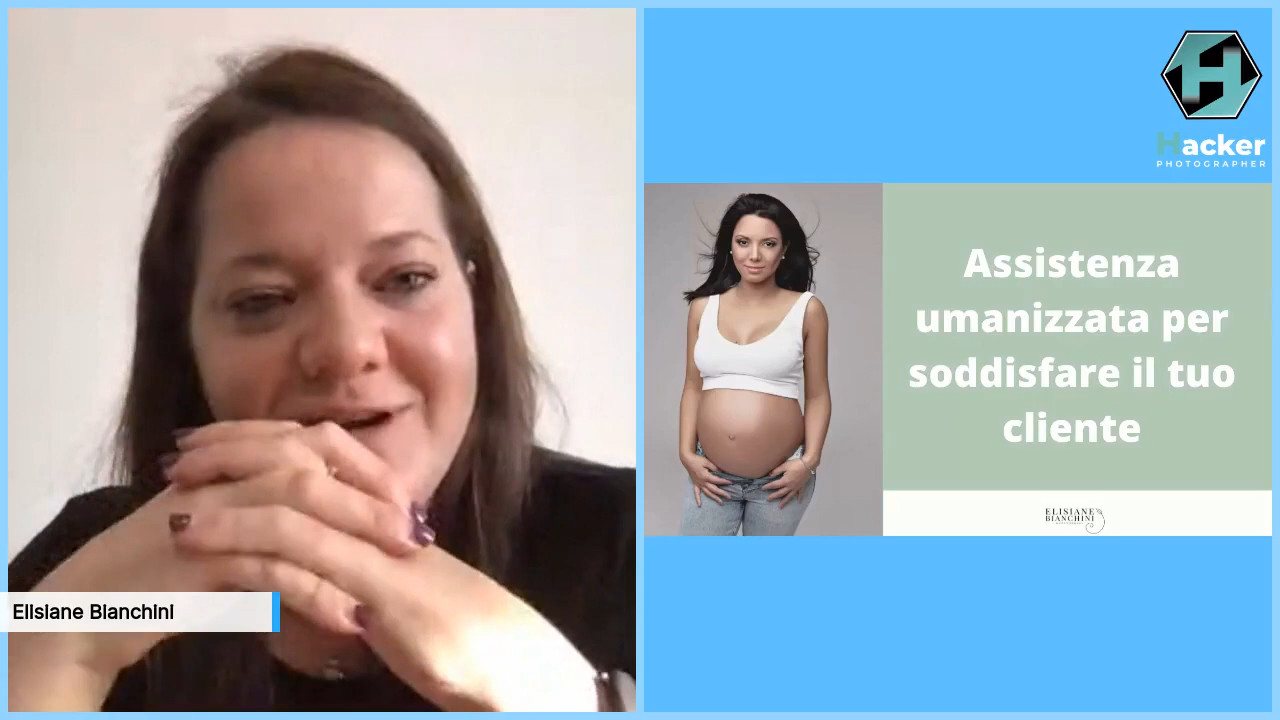 Elisiane Bianchini
Hacker
PHOTOGRAPHER
Assistenza
umanizzata per
soddisfare il tuo
cliente
ELISIANE
BIANCHINI